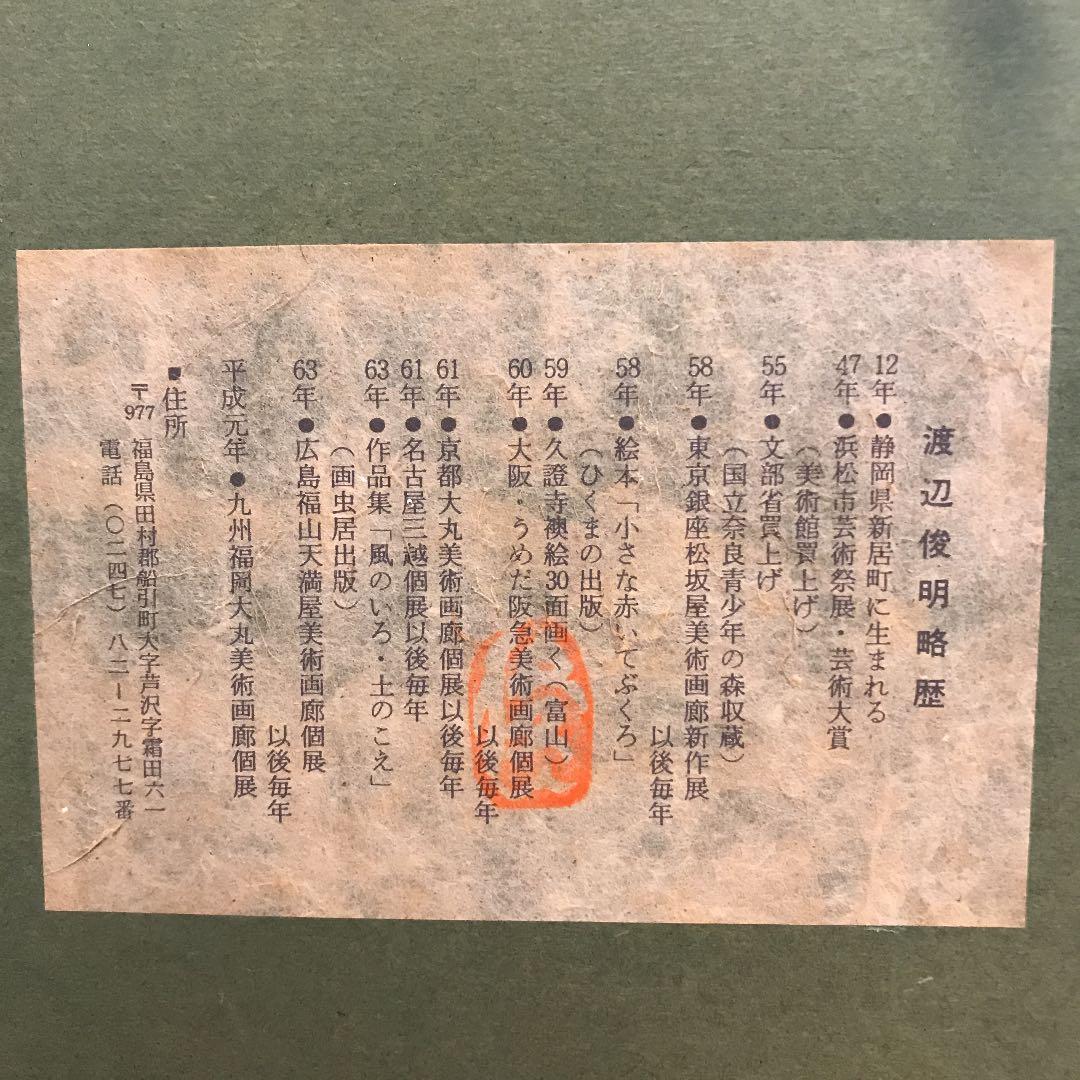 渡辺俊明略歴
12年●静岡県新居町に生まれる
47年●浜松市芸術祭展・芸術大賞
（美術館買上げ）
55年●文部省買上げ
（国立奈良青少年の森収蔵）
58年●東京銀座松坂屋美術画廊新作展
以後毎年
58年●絵本「小さな赤いてぶくろ」
（ひくまの出版）
59年●久證寺襖絵30面画く（富山）
60年●大阪・うめだ阪急美術画廊個展
以後毎年
61年●京都大丸美術画廊個展以後毎年
61年●名古屋三越個展以後毎年
63年●作品集「風のいろ・土のこえ」
（画虫居出版）
63年●広島福山天満屋美術画廊個展
以後毎年
平成元年●九州福岡大丸美術画廊個展
■住所
〒977 福島県田村郡船引町大字芦沢字霜田六一
電話（〇二四七）八二−二九七七番